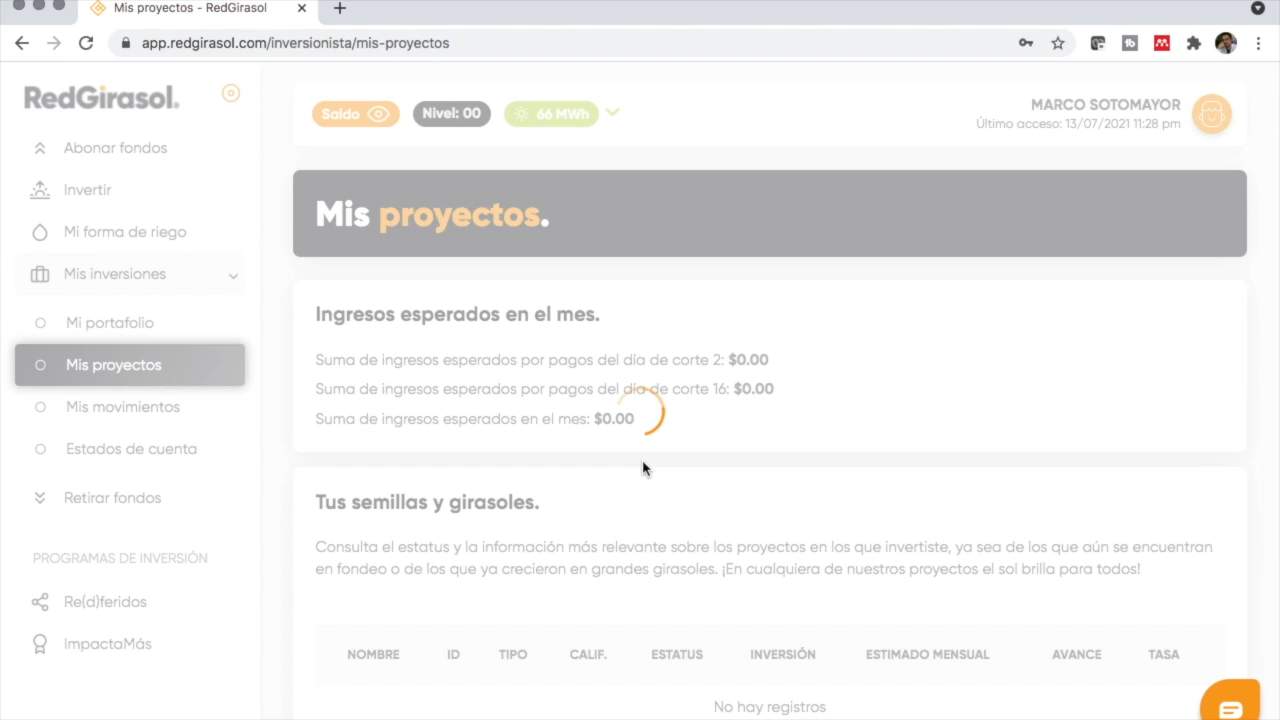 Mis proyectos - RedGirasol
app.redgirasol.com/inversionista/mis-proyectos
RedGirasol.
Abonar fondos
Invertir
Mi forma de riego
Mis inversiones
Mi portafolio
Mis proyectos
Mis movimientos
Estados de cuenta
Retirar fondos
PROGRAMAS DE INVERSIÓN
Re(d)feridos
ImpactaMás
Saldo
Nivel: 00
66 MWh
MARCO SOTOMAYOR
Último acceso: 13/07/2021 11:28 pm
Mis proyectos.
Ingresos esperados en el mes.
Suma de ingresos esperados por pagos del día de corte 2: $0.00
Suma de ingresos esperados por pagos del día de corte 16: $0.00
Suma de ingresos esperados en el mes: $0.00
Tus semillas y girasoles.
Consulta el estatus y la información más relevante sobre los proyectos en los que invertiste, ya sea de los que aún se encuentran
en fondeo o de los que ya crecieron en grandes girasoles. ¡En cualquiera de nuestros proyectos el sol brilla para todos!
NOMBRE ID TIPO CALIF. ESTATUS INVERSIÓN ESTIMADO MENSUAL AVANCE TASA
No hay registros